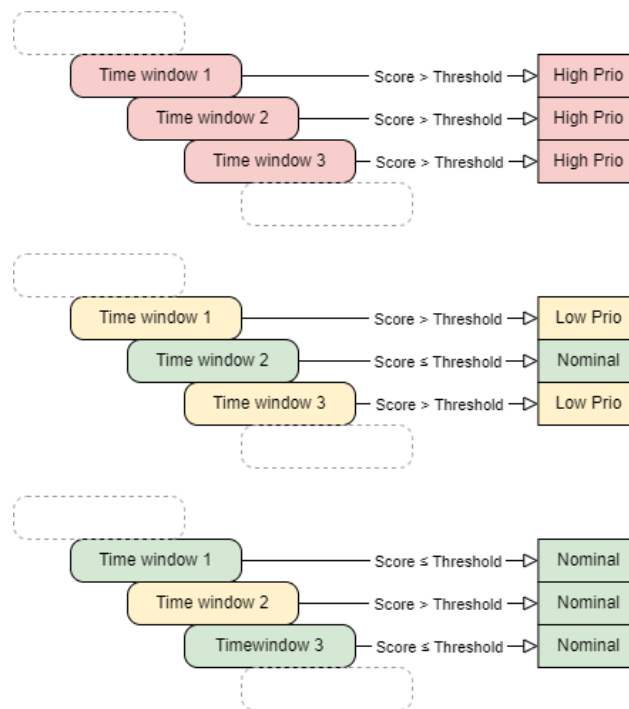 Time window 1 Score > Threshold High Prio
Time window 2 Score > Threshold High Prio
Time window 3 Score > Threshold High Prio
Time window 1 Score > Threshold Low Prio
Time window 2 Score ≤ Threshold Nominal
Time window 3 Score > Threshold Low Prio
Time window 1 Score ≤ Threshold Nominal
Time window 2 Score > Threshold Nominal
Timewindow 3 Score ≤ Threshold Nominal